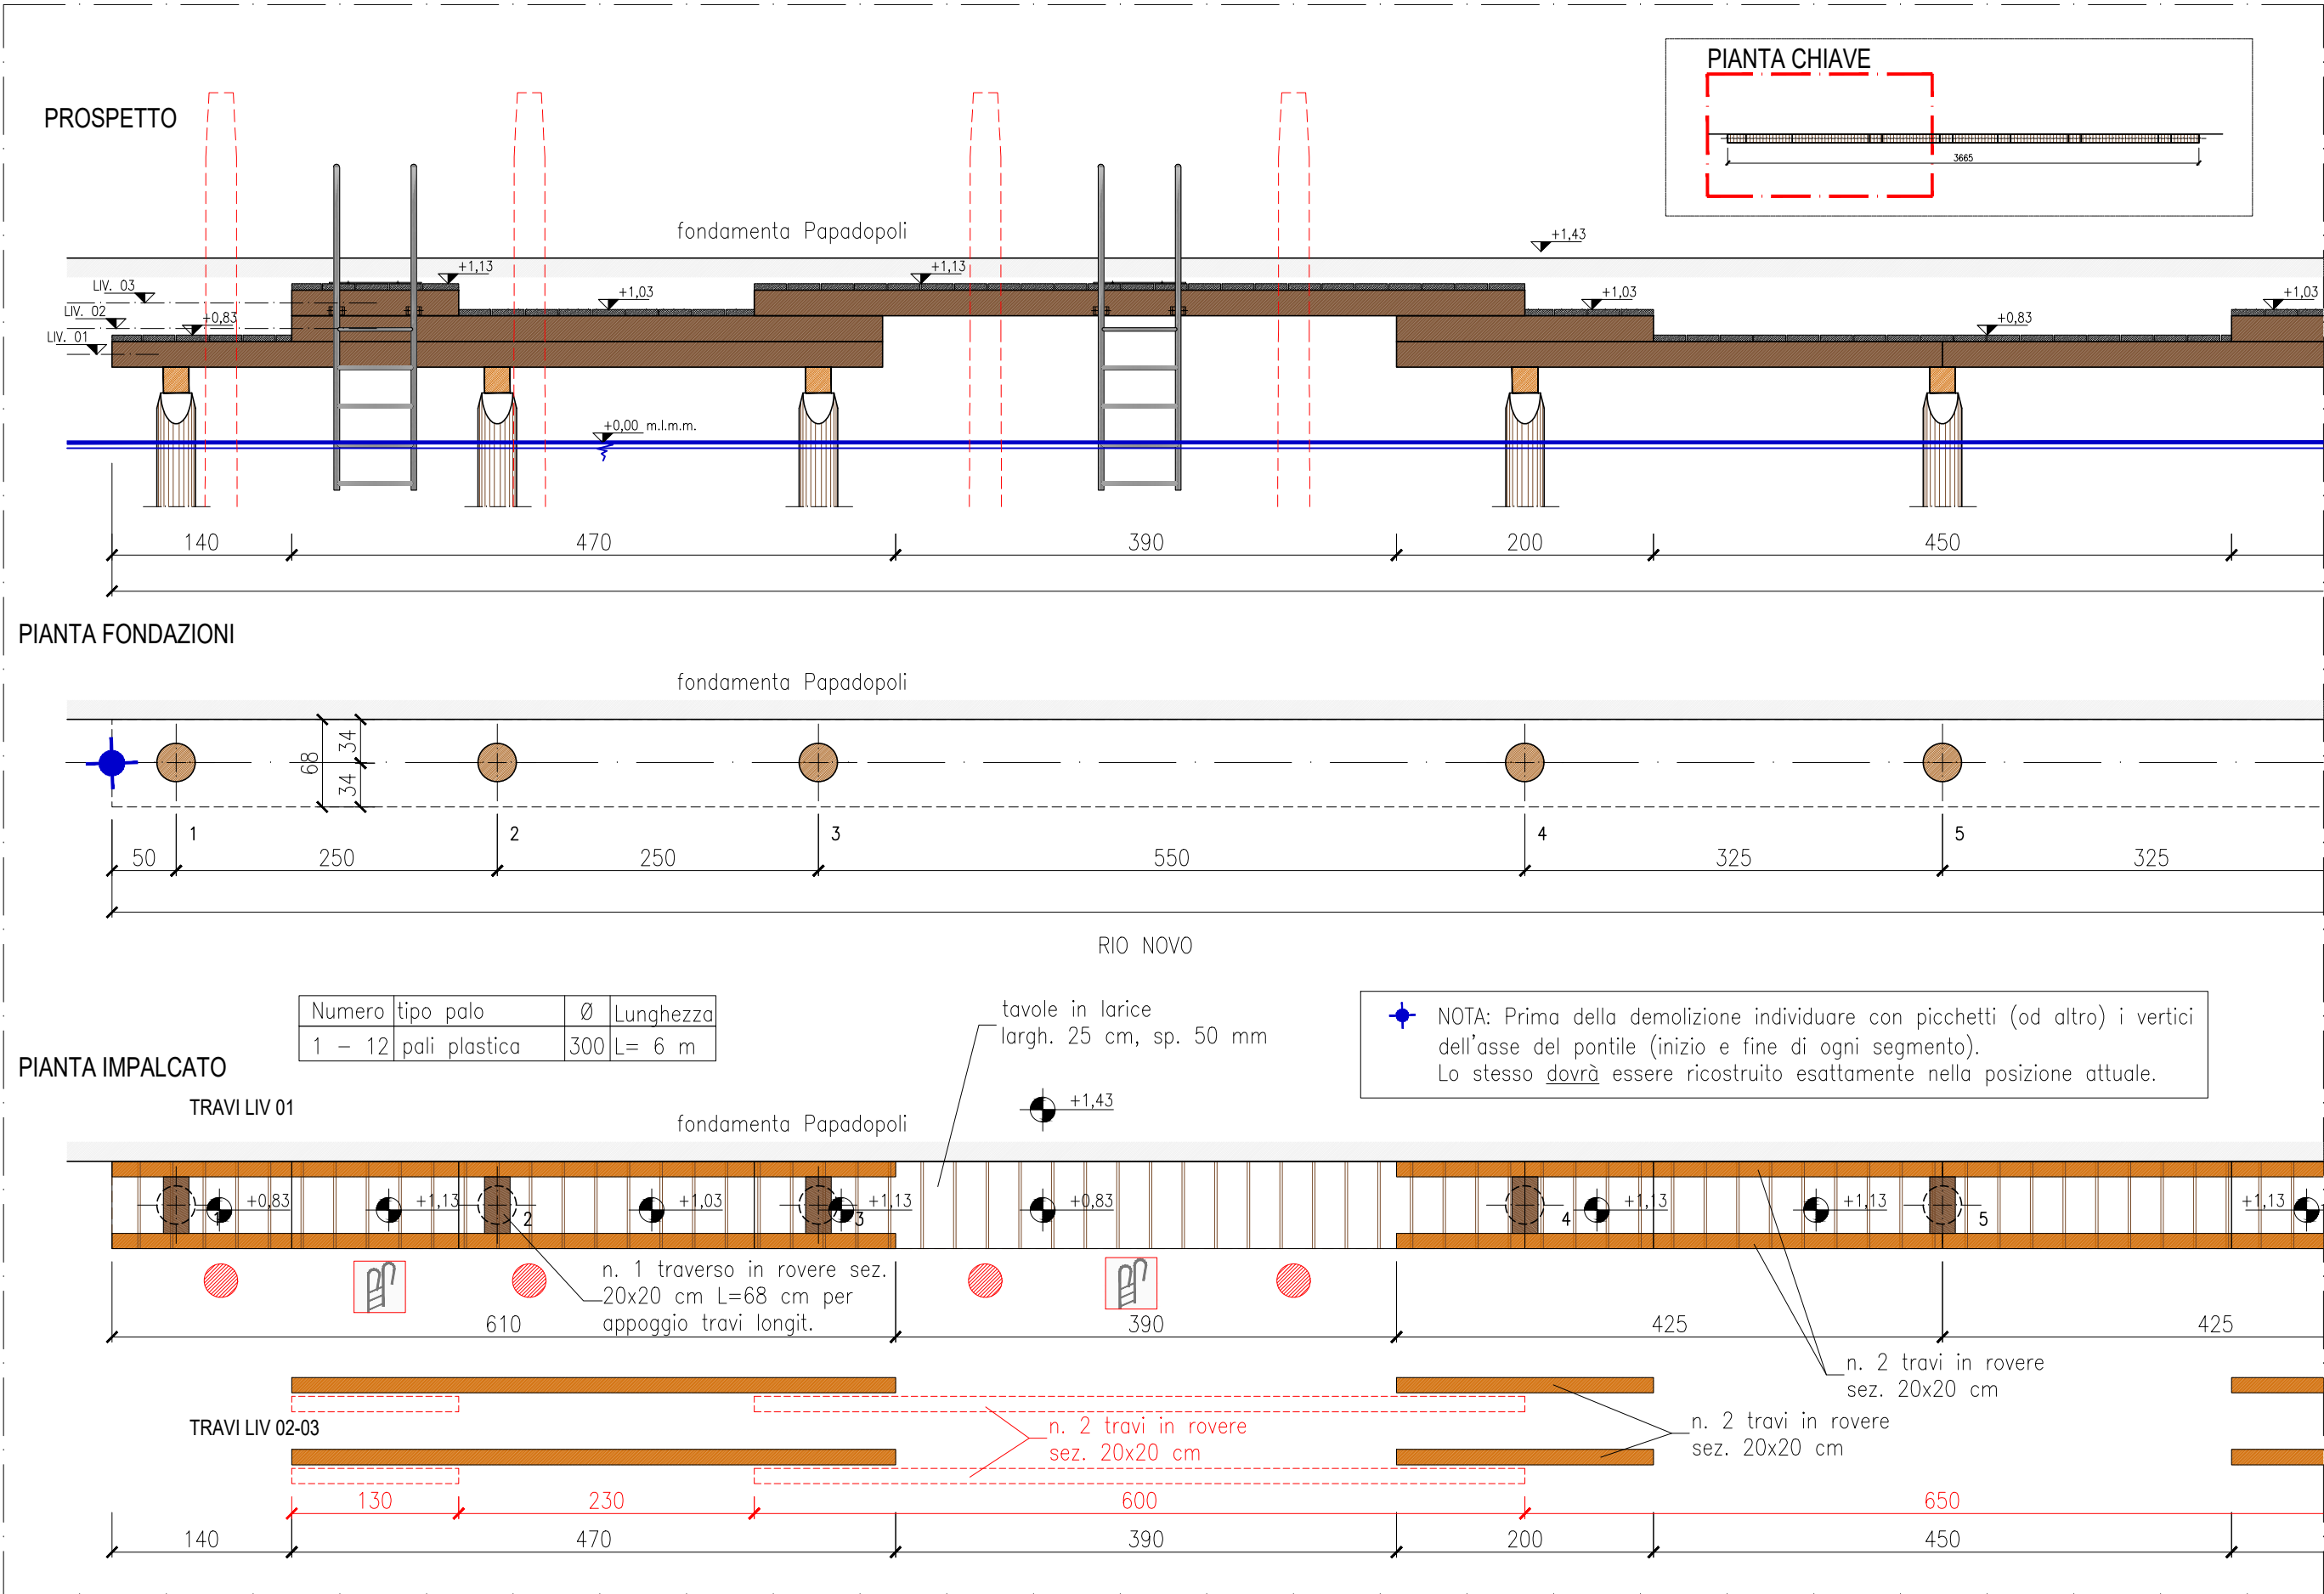 PIANTA CHIAVE
3665
PROSPETTO
fondamenta Papadopoli
+1,43
+1,13
+1,13
LIV. 03
+1,03
+1,03
+1,03
LIV. 02
+0,83
+0,83
LIV. 01
+0,00 m.l.m.m.
140
470
390
200
450
PIANTA FONDAZIONI
fondamenta Papadopoli
68
34
34
1
2
3
4
5
50
250
250
550
325
325
RIO NOVO
Numero tipo palo Ø Lunghezza
1 - 12 pali plastica 300 L= 6 m
tavole in larice
largh. 25 cm, sp. 50 mm
NOTA: Prima della demolizione individuare con picchetti (od altro) i vertici
dell'asse del pontile (inizio e fine di ogni segmento).
Lo stesso dovrà essere ricostruito esattamente nella posizione attuale.
PIANTA IMPALCATO
TRAVI LIV 01
+1,43
fondamenta Papadopoli
1
+0,83
+1,13
2
+1,03
3
+1,13
+0,83
4
+1,13
+1,13
5
+1,13
n. 1 traverso in rovere sez.
20x20 cm L=68 cm per
appoggio travi longit.
610
390
425
425
n. 2 travi in rovere
sez. 20x20 cm
TRAVI LIV 02-03
n. 2 travi in rovere
sez. 20x20 cm
n. 2 travi in rovere
sez. 20x20 cm
130
230
600
650
140
470
390
200
450